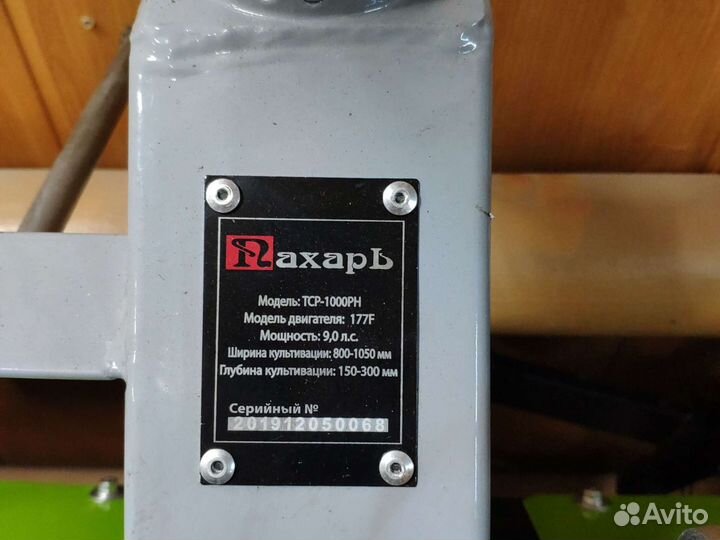 Пахарь
Модель: TCP-1000PH
Модель двигателя: 177F
Мощность: 9,0 л.с.
Ширина культивации: 800-1050 мм
Глубина культивации: 150-300 мм
Серийный №
201912050068
Avito